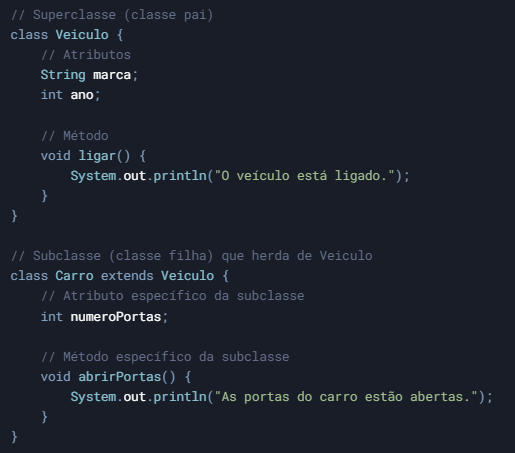 // Superclasse (classe pai)
class Veiculo {
    // Atributos
    String marca;
    int ano;

    // Método
    void ligar() {
        System.out.println("O veículo está ligado.");
    }
}

// Subclasse (classe filha) que herda de Veiculo
class Carro extends Veiculo {
    // Atributo específico da subclasse
    int numeroPortas;

    // Método específico da subclasse
    void abrirPortas() {
        System.out.println("As portas do carro estão abertas.");
    }
}